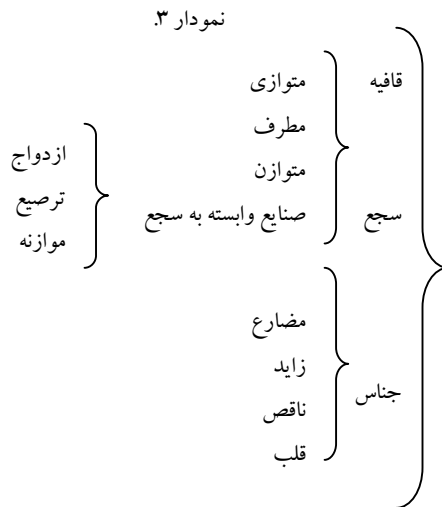 نمودار ۳.
قافیه
سجع
متوازی
مطرف
متوازن
صنایع وابسته به سجع
ازدواج
ترصیع
موازنه
جناس
مضارع
زاید
ناقص
قلب